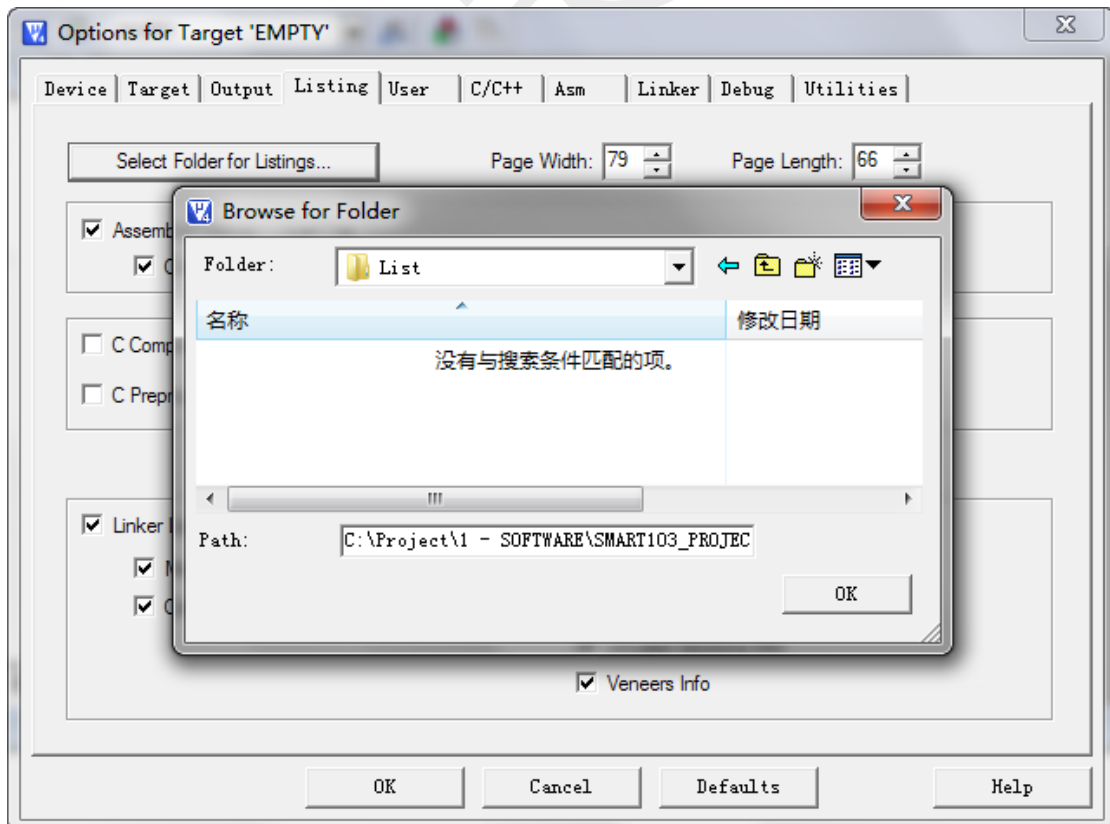 Options for Target 'EMPTY'
Device Target Output Listing User C/C++ Asm Linker Debug Utilities
Select Folder for Listings... Page Width: 79 Page Length: 66
Browse for Folder
Folder: List
名称 修改日期
没有与搜索条件匹配的项。
C Comp
C Prepr
Linker
Path: C:\Project\1 - SOFTWARE\SMART103_PROJEC
OK
Veneers Info
OK Cancel Defaults Help